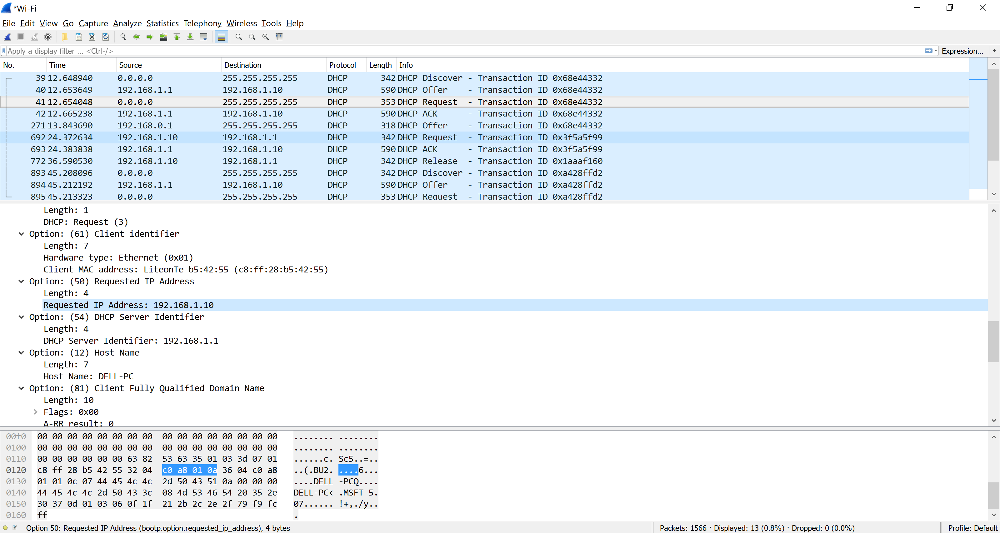 *Wi-Fi
File Edit View Go Capture Analyze Statistics Telephony Wireless Tools Help
Apply a display filter ... <Ctrl-/> Expression... +
No. Time Source Destination Protocol Length Info
39 12.648940 0.0.0.0 255.255.255.255 DHCP 342 DHCP Discover - Transaction ID 0x68e44332
40 12.653649 192.168.1.1 192.168.1.10 DHCP 590 DHCP Offer - Transaction ID 0x68e44332
41 12.654048 0.0.0.0 255.255.255.255 DHCP 353 DHCP Request - Transaction ID 0x68e44332
42 12.665238 192.168.1.1 192.168.1.10 DHCP 590 DHCP ACK - Transaction ID 0x68e44332
271 13.843690 192.168.0.1 255.255.255.255 DHCP 318 DHCP Offer - Transaction ID 0x68e44332
692 24.372634 192.168.1.10 192.168.1.1 DHCP 342 DHCP Request - Transaction ID 0x3f5a5f99
693 24.383838 192.168.1.1 192.168.1.10 DHCP 590 DHCP ACK - Transaction ID 0x3f5a5f99
772 36.590530 192.168.1.10 192.168.1.1 DHCP 342 DHCP Release - Transaction ID 0x1aaaf160
893 45.208096 0.0.0.0 255.255.255.255 DHCP 342 DHCP Discover - Transaction ID 0xa428ffd2
894 45.212192 192.168.1.1 192.168.1.10 DHCP 590 DHCP Offer - Transaction ID 0xa428ffd2
895 45.213323 0.0.0.0 255.255.255.255 DHCP 353 DHCP Request - Transaction ID 0xa428ffd2
Length: 1
DHCP: Request (3)
Option: (61) Client identifier
Length: 7
Hardware type: Ethernet (0x01)
Client MAC address: LiteonTe_b5:42:55 (c8:ff:28:b5:42:55)
Option: (50) Requested IP Address
Length: 4
Requested IP Address: 192.168.1.10
Option: (54) DHCP Server Identifier
Length: 4
DHCP Server Identifier: 192.168.1.1
Option: (12) Host Name
Length: 7
Host Name: DELL-PC
Option: (81) Client Fully Qualified Domain Name
Length: 10
Flags: 0x00
A-RR result: 0
00f0 00 00 00 00 00 00 00 00 00 00 00 00 00 00 00 00 ........ ........
0100 00 00 00 00 00 00 00 00 00 00 00 00 00 00 00 00 ........ ........
0110 00 00 00 00 00 00 63 82 53 63 35 01 03 3d 07 01 ......c. Sc5..=..
0120 c8 ff 28 b5 42 55 32 04 c0 a8 01 0a 36 04 c0 a8 ..(.BU2. ....6...
0130 01 01 0c 07 44 45 4c 4c 2d 50 43 51 0a 00 00 00 ....DELL -PCQ....
0140 44 45 4c 4c 2d 50 43 3c 08 4d 53 46 54 20 35 2e DELL-PC< .MSFT 5.
0150 30 37 0d 01 03 06 0f 1f 21 2b 2c 2e 2f 79 f9 fc 07...... !+,./y..
0160 ff .
Option 50: Requested IP Address (bootp.option.requested_ip_address), 4 bytes Packets: 1566 · Displayed: 13 (0.8%) · Dropped: 0 (0.0%) Profile: Default